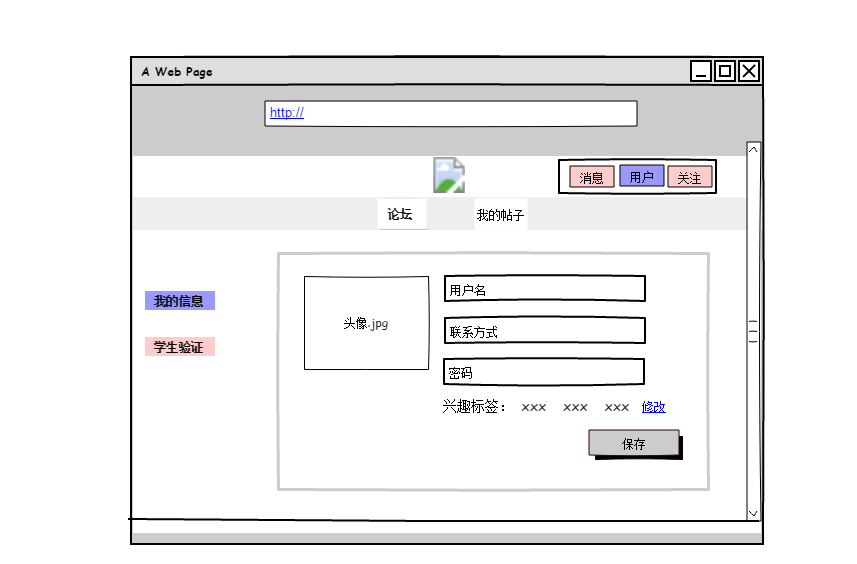 A Web Page
http://
消息 用户 关注
论坛 我的帖子
我的信息
学生验证
头像.jpg
用户名
联系方式
密码
兴趣标签： xxx xxx xxx 修改
保存